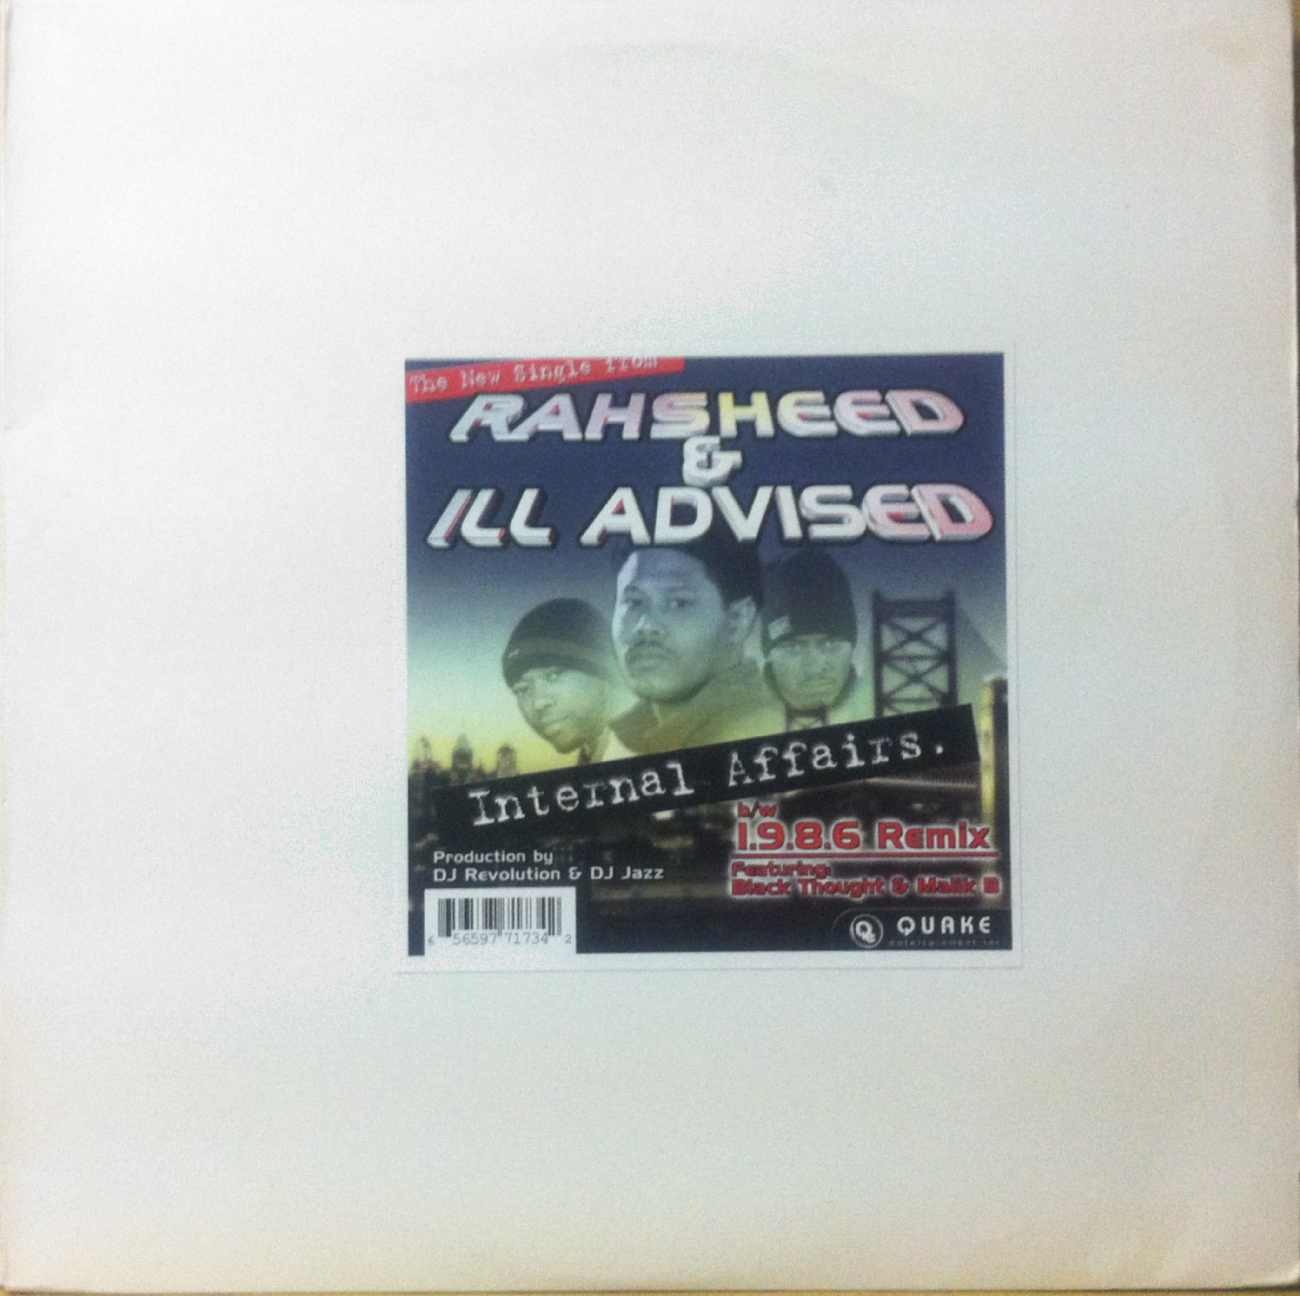 The New Single from
RAHSHEED
&
ILL ADVISED
Internal Affairs.
b/w
1.9.8.6 Remix
Featuring:
Black Thought & Malik B
Production by
DJ Revolution & DJ Jazz
6 56597 71734 2
QUAKE